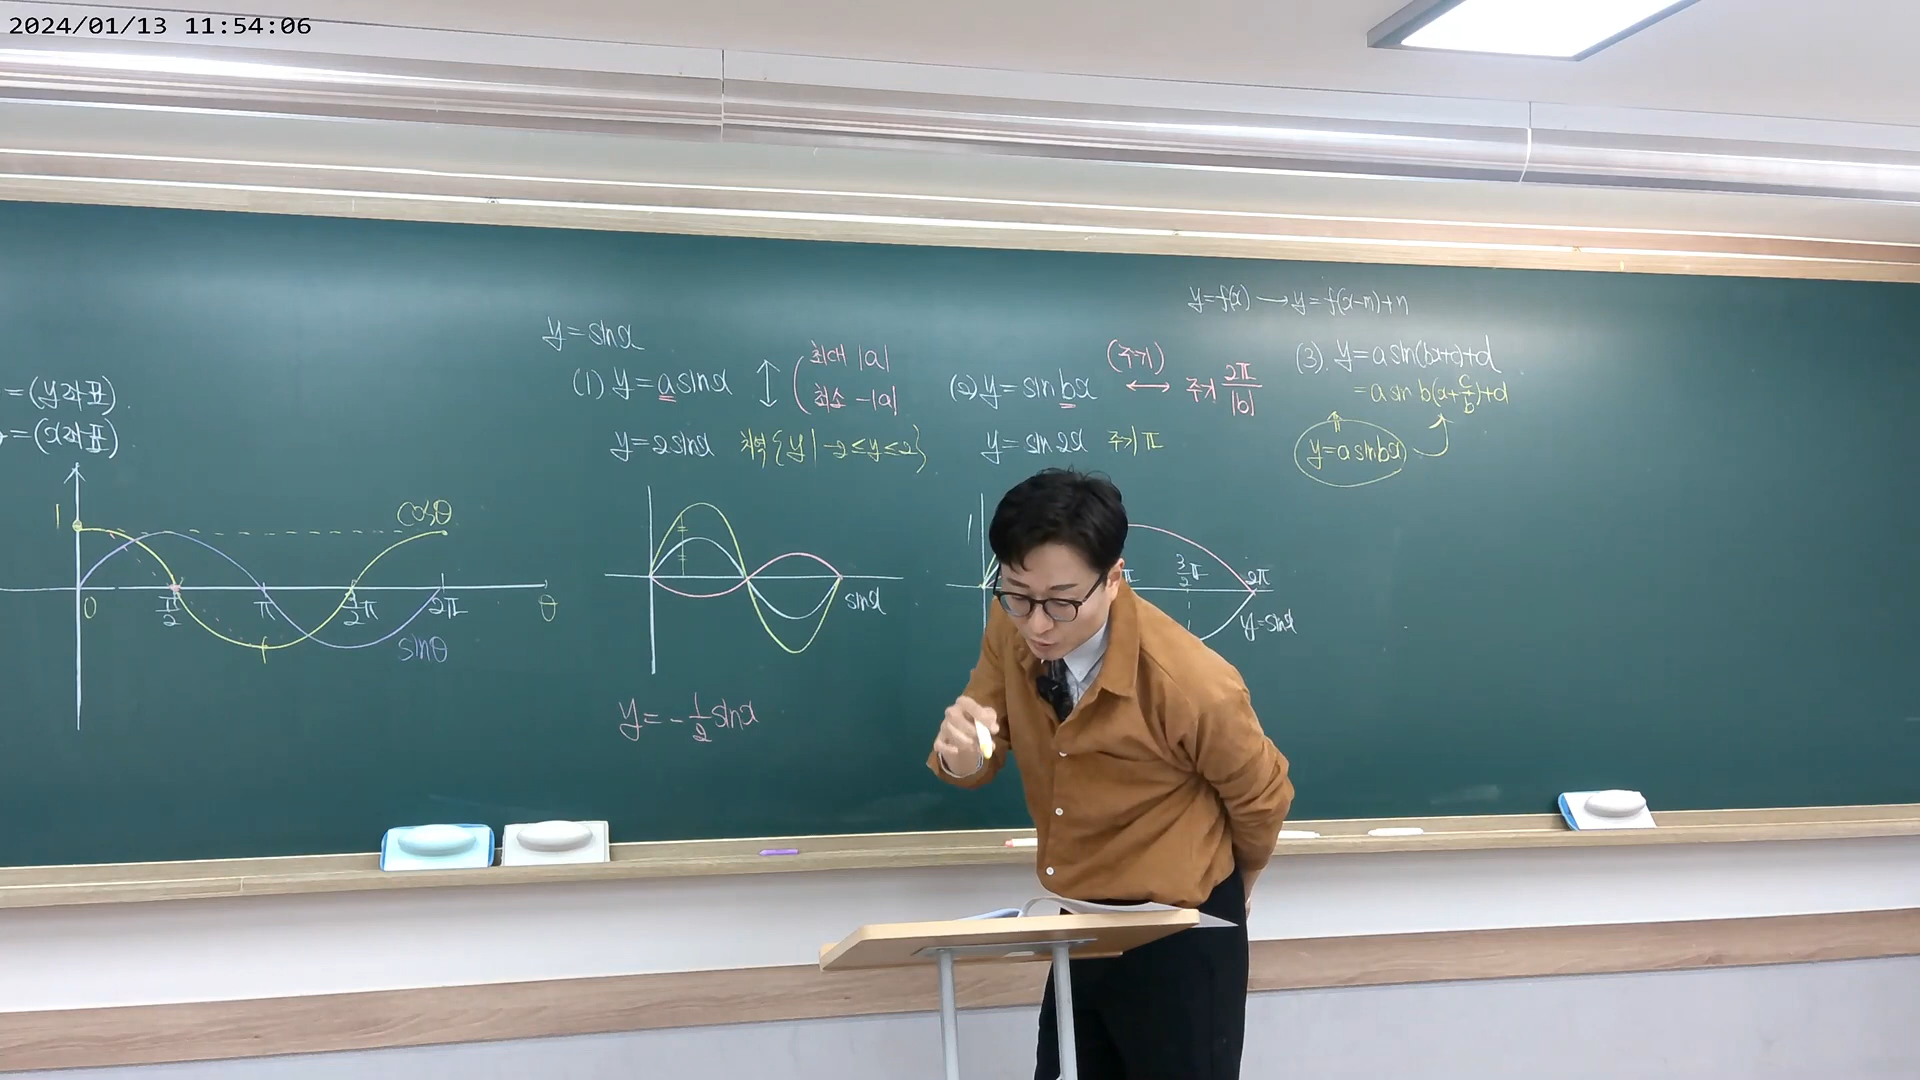 2024/01/13 11:54:06
y=f(x) → y=f(x-m)+n
=(y좌표)
=(x좌표)
1
cosθ
0
π/2
π
3/2π
2π
θ
sinθ
y=sinx
(1) y=asinx
최대 |a|
최소 -|a|
y=2sinx 치역{y|-2≤y≤2}
sinx
y=-1/2sinx
(2) y=sinbx
(주기)
주기 2π/|b|
y=sin2x 주기 π
1
π
3/2π
2π
y=sinx
(3) y=asin(bx+c)+d
=asinb(x+c/b)+d
y=asinbx